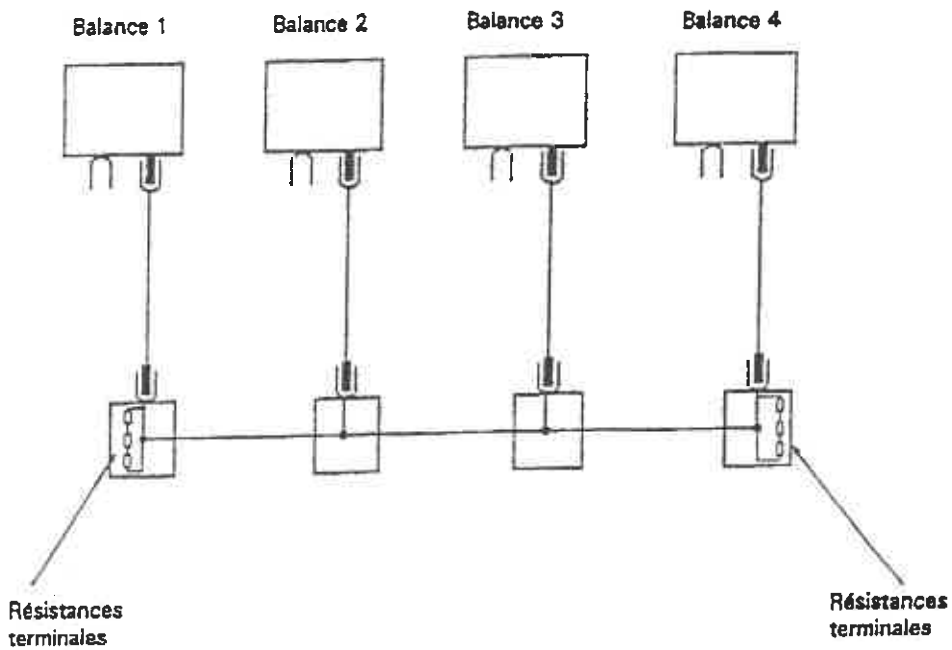 Balance 1
Balance 2
Balance 3
Balance 4
Résistances
terminales
Résistances
terminales